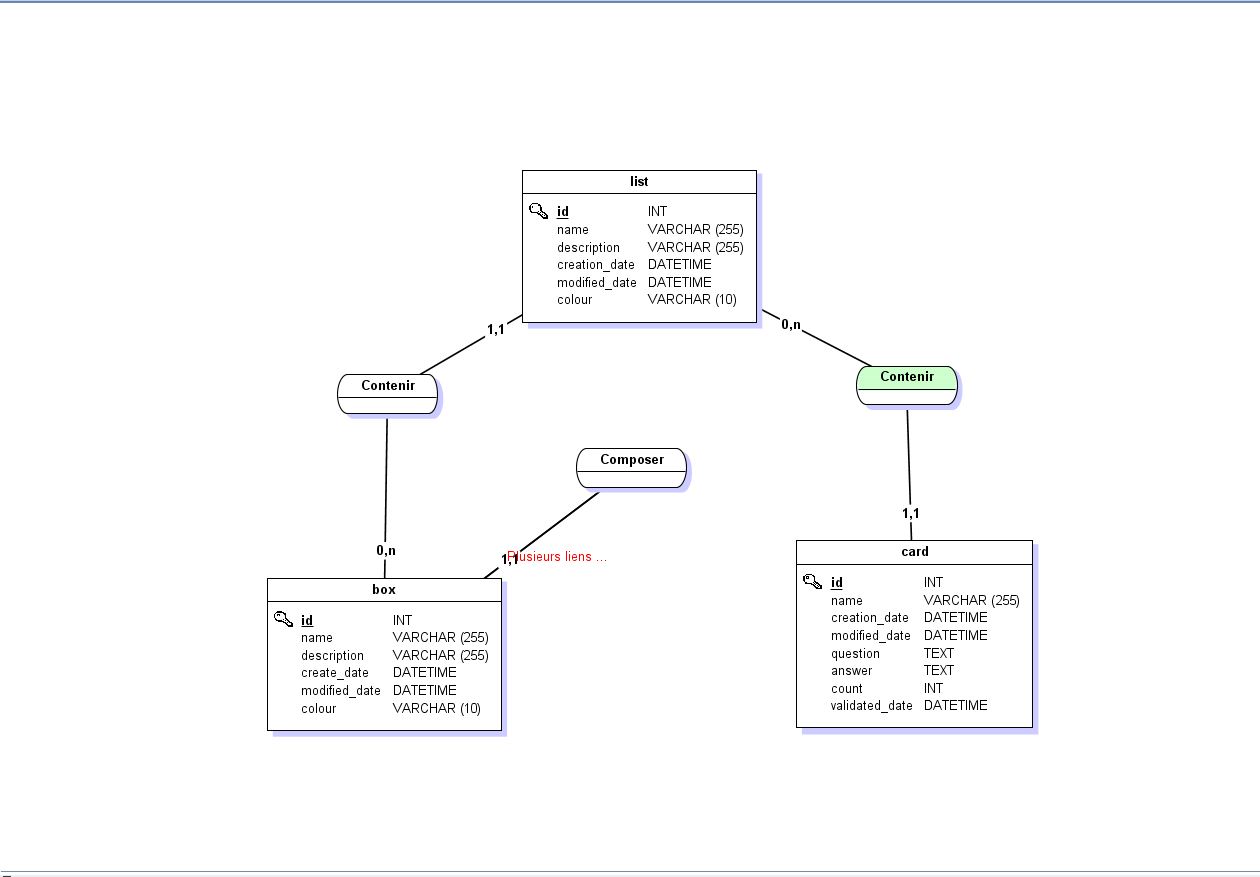 list
id INT
name VARCHAR (255)
description VARCHAR (255)
creation_date DATETIME
modified_date DATETIME
colour VARCHAR (10)
1,1
0,n
Contenir
Contenir
Composer
0,n
1,1
Plusieurs liens ...
1,1
box
id INT
name VARCHAR (255)
description VARCHAR (255)
create_date DATETIME
modified_date DATETIME
colour VARCHAR (10)
card
id INT
name VARCHAR (255)
creation_date DATETIME
modified_date DATETIME
question TEXT
answer TEXT
count INT
validated_date DATETIME